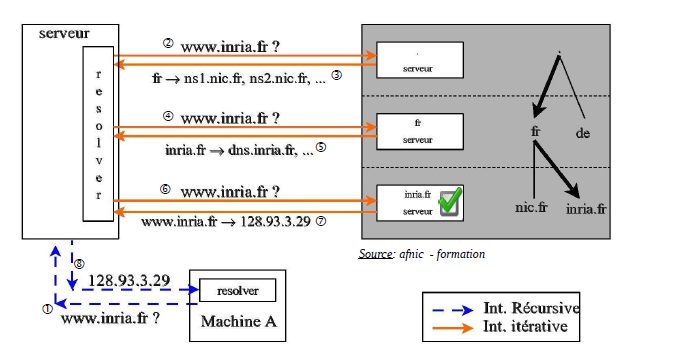 serveur
resolver
② www.inria.fr ?
fr → ns1.nic.fr, ns2.nic.fr, ... ③
④ www.inria.fr ?
inria.fr → dns.inria.fr, ... ⑤
⑥ www.inria.fr ?
www.inria.fr → 128.93.3.29 ⑦
.
serveur
fr
serveur
inria.fr
serveur
.
fr
de
nic.fr
inria.fr
Source: afnic - formation
⑧
128.93.3.29
①
www.inria.fr ?
resolver
Machine A
Int. Récursive
Int. itérative